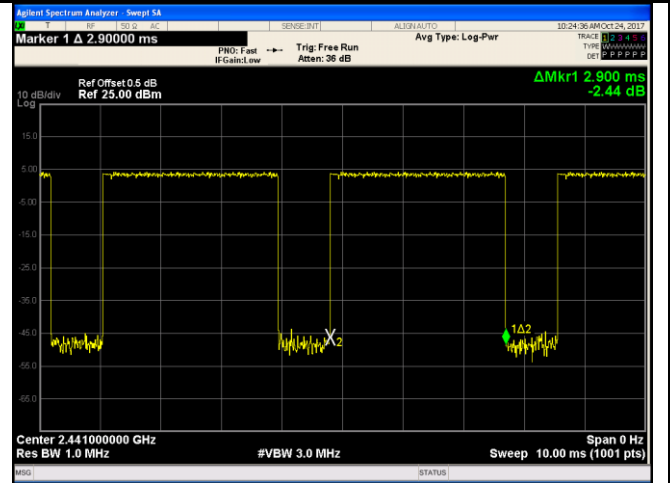 Agilent Spectrum Analyzer - Swept SA
T RF 50 Ω AC SENSE:INT ALIGN AUTO 10:24:36 AM Oct 24, 2017
Marker 1 Δ 2.90000 ms Avg Type: Log-Pwr TRACE 1 2 3 4 5 6
PNO: Fast Trig: Free Run TYPE WWWWWW
IFGain:Low Atten: 36 dB DET P P P P P P
ΔMkr1 2.900 ms
Ref Offset 0.5 dB
10 dB/div Ref 25.00 dBm -2.44 dB
Log
15.0
5.00
-5.00
-15.0
-25.0
-35.0
-45.0
X2 1Δ2
-55.0
-65.0
Center 2.441000000 GHz Span 0 Hz
Res BW 1.0 MHz #VBW 3.0 MHz Sweep 10.00 ms (1001 pts)
MSG STATUS